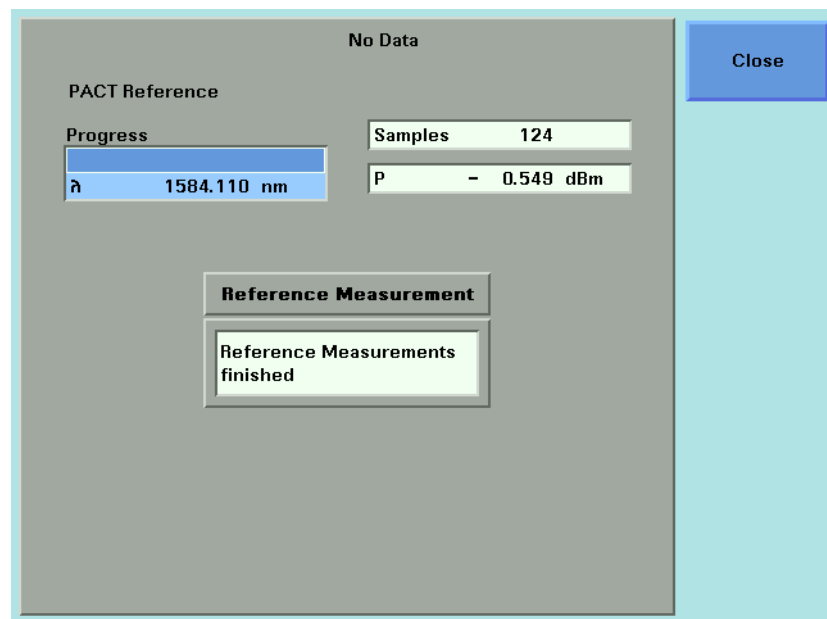 No Data
Close
PACT Reference
Progress
Samples 124
λ 1584.110 nm
P - 0.549 dBm
Reference Measurement
Reference Measurements
finished